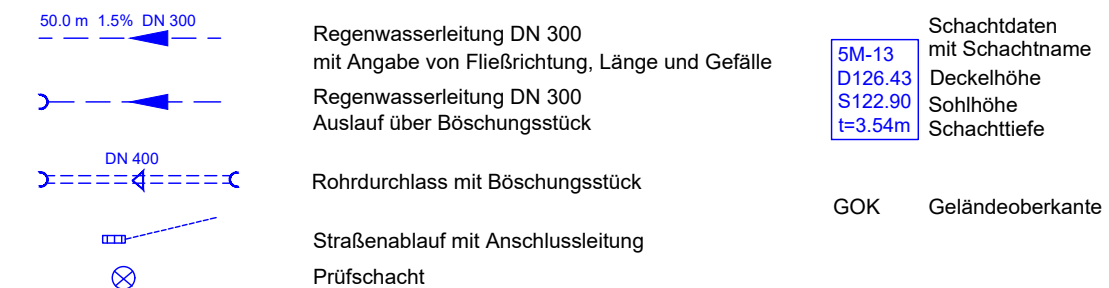 50.0 m 1.5% DN 300
Regenwasserleitung DN 300
mit Angabe von Fließrichtung, Länge und Gefälle
Regenwasserleitung DN 300
Auslauf über Böschungsstück
DN 400
Rohrdurchlass mit Böschungsstück
Straßenablauf mit Anschlussleitung
Prüfschacht
Schachtdaten
5M-13 mit Schachtname
D126.43 Deckelhöhe
S122.90 Sohlhöhe
t=3.54m Schachttiefe
GOK Geländeoberkante